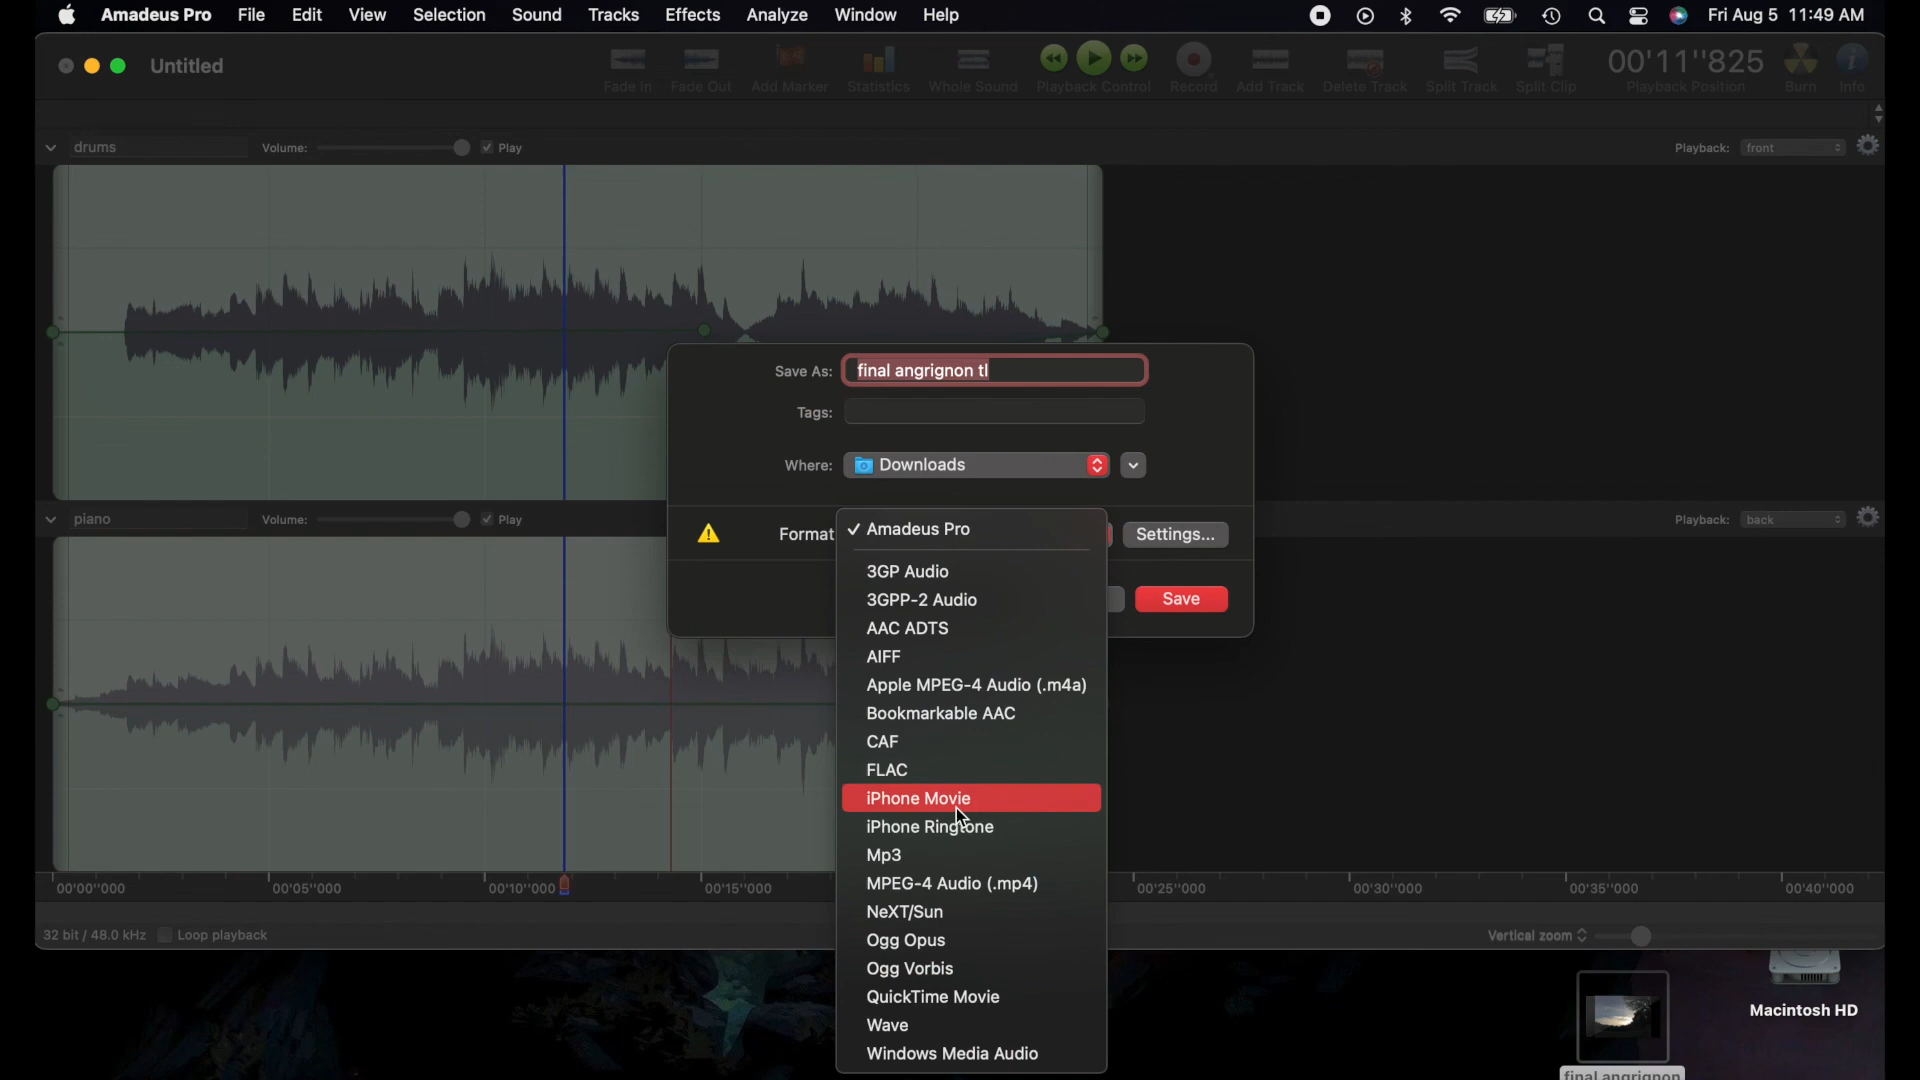 Amadeus Pro File Edit View Selection Sound Tracks Effects Analyze Window Help Fri Aug 5 11:49 AM
Untitled
00'11"825
Fade In Fade Out Add Marker Statistics Whole Sound Playback Control Record Add Track Delete Track Split Track Split Clip Playback Position Burn Info
drums Volume: Play Playback: front
Save As: final angrignon tl
Tags:
Where: Downloads
piano Volume: Play Playback: back
Format Amadeus Pro Settings...
3GP Audio
3GPP-2 Audio
Save
AAC ADTS
AIFF
Apple MPEG-4 Audio (.m4a)
Bookmarkable AAC
CAF
FLAC
iPhone Movie
iPhone Ringtone
Mp3
MPEG-4 Audio (.mp4)
00'00"000 00'05"000 00'10"000 00'15"000 00'25"000 00'30"000 00'35"000 00'40"000
NeXT/Sun
32 bit / 48.0 kHz Loop playback Vertical zoom
Ogg Opus
Ogg Vorbis
QuickTime Movie
Wave
Windows Media Audio
Macintosh HD
final angrignon